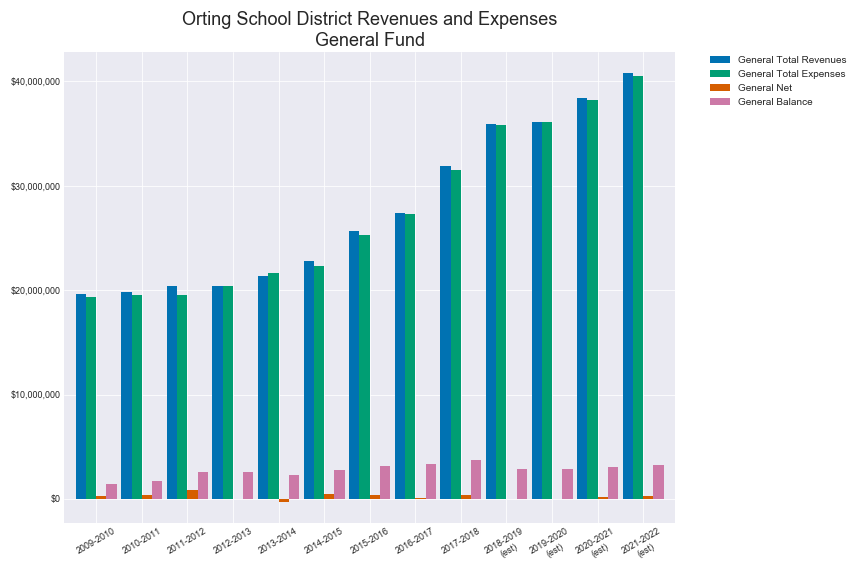 Orting School District Revenues and Expenses
General Fund
General Total Revenues
General Total Expenses
General Net
General Balance
$40,000,000
$30,000,000
$20,000,000
$10,000,000
$0
2009-2010
2010-2011
2011-2012
2012-2013
2013-2014
2014-2015
2015-2016
2016-2017
2017-2018
2018-2019
(est)
2019-2020
(est)
2020-2021
(est)
2021-2022
(est)